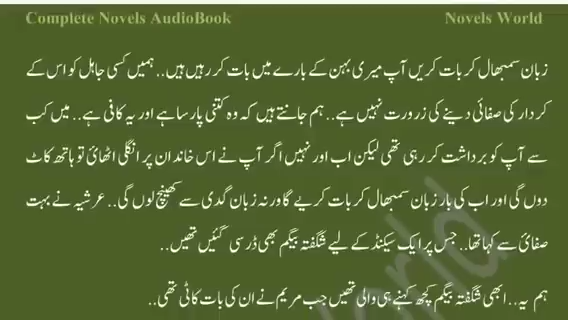 Complete Novels AudioBook
Novels World
زبان سمبھال کر بات کریں آپ میری بہن کے بارے میں بات کر رہیں ہیں.. ہمیں کسی جاہل کو اس کے
کردار کی صفائی دینے کی زرورت نہیں ہے.. ہم جانتے ہیں کہ وہ کتنی پارسا ہے اور یہ کافی ہے.. میں کب
سے آپ کو برداشت کر رہی تھی لیکن اب اور نہیں اگر آپ نے اس خاندان پر انگلی اٹھائ تو ہاتھ کاٹ
دوں گی اور اب کی بار زبان سمبھال کر بات کریے گا ورنہ زبان گدی سے کھینچ لوں گی.. عرشیہ نے بہت
صفائ سے کہا تھا.. جس پر ایک سیکنڈ کے لیے شگفتہ بیگم بھی ڈر سی گئیں تھیں..
ہم یہ.. ابھی شگفتہ بیگم کچھ کہنے ہی والی تھیں جب مریم نے ان کی بات کاٹی تھی..